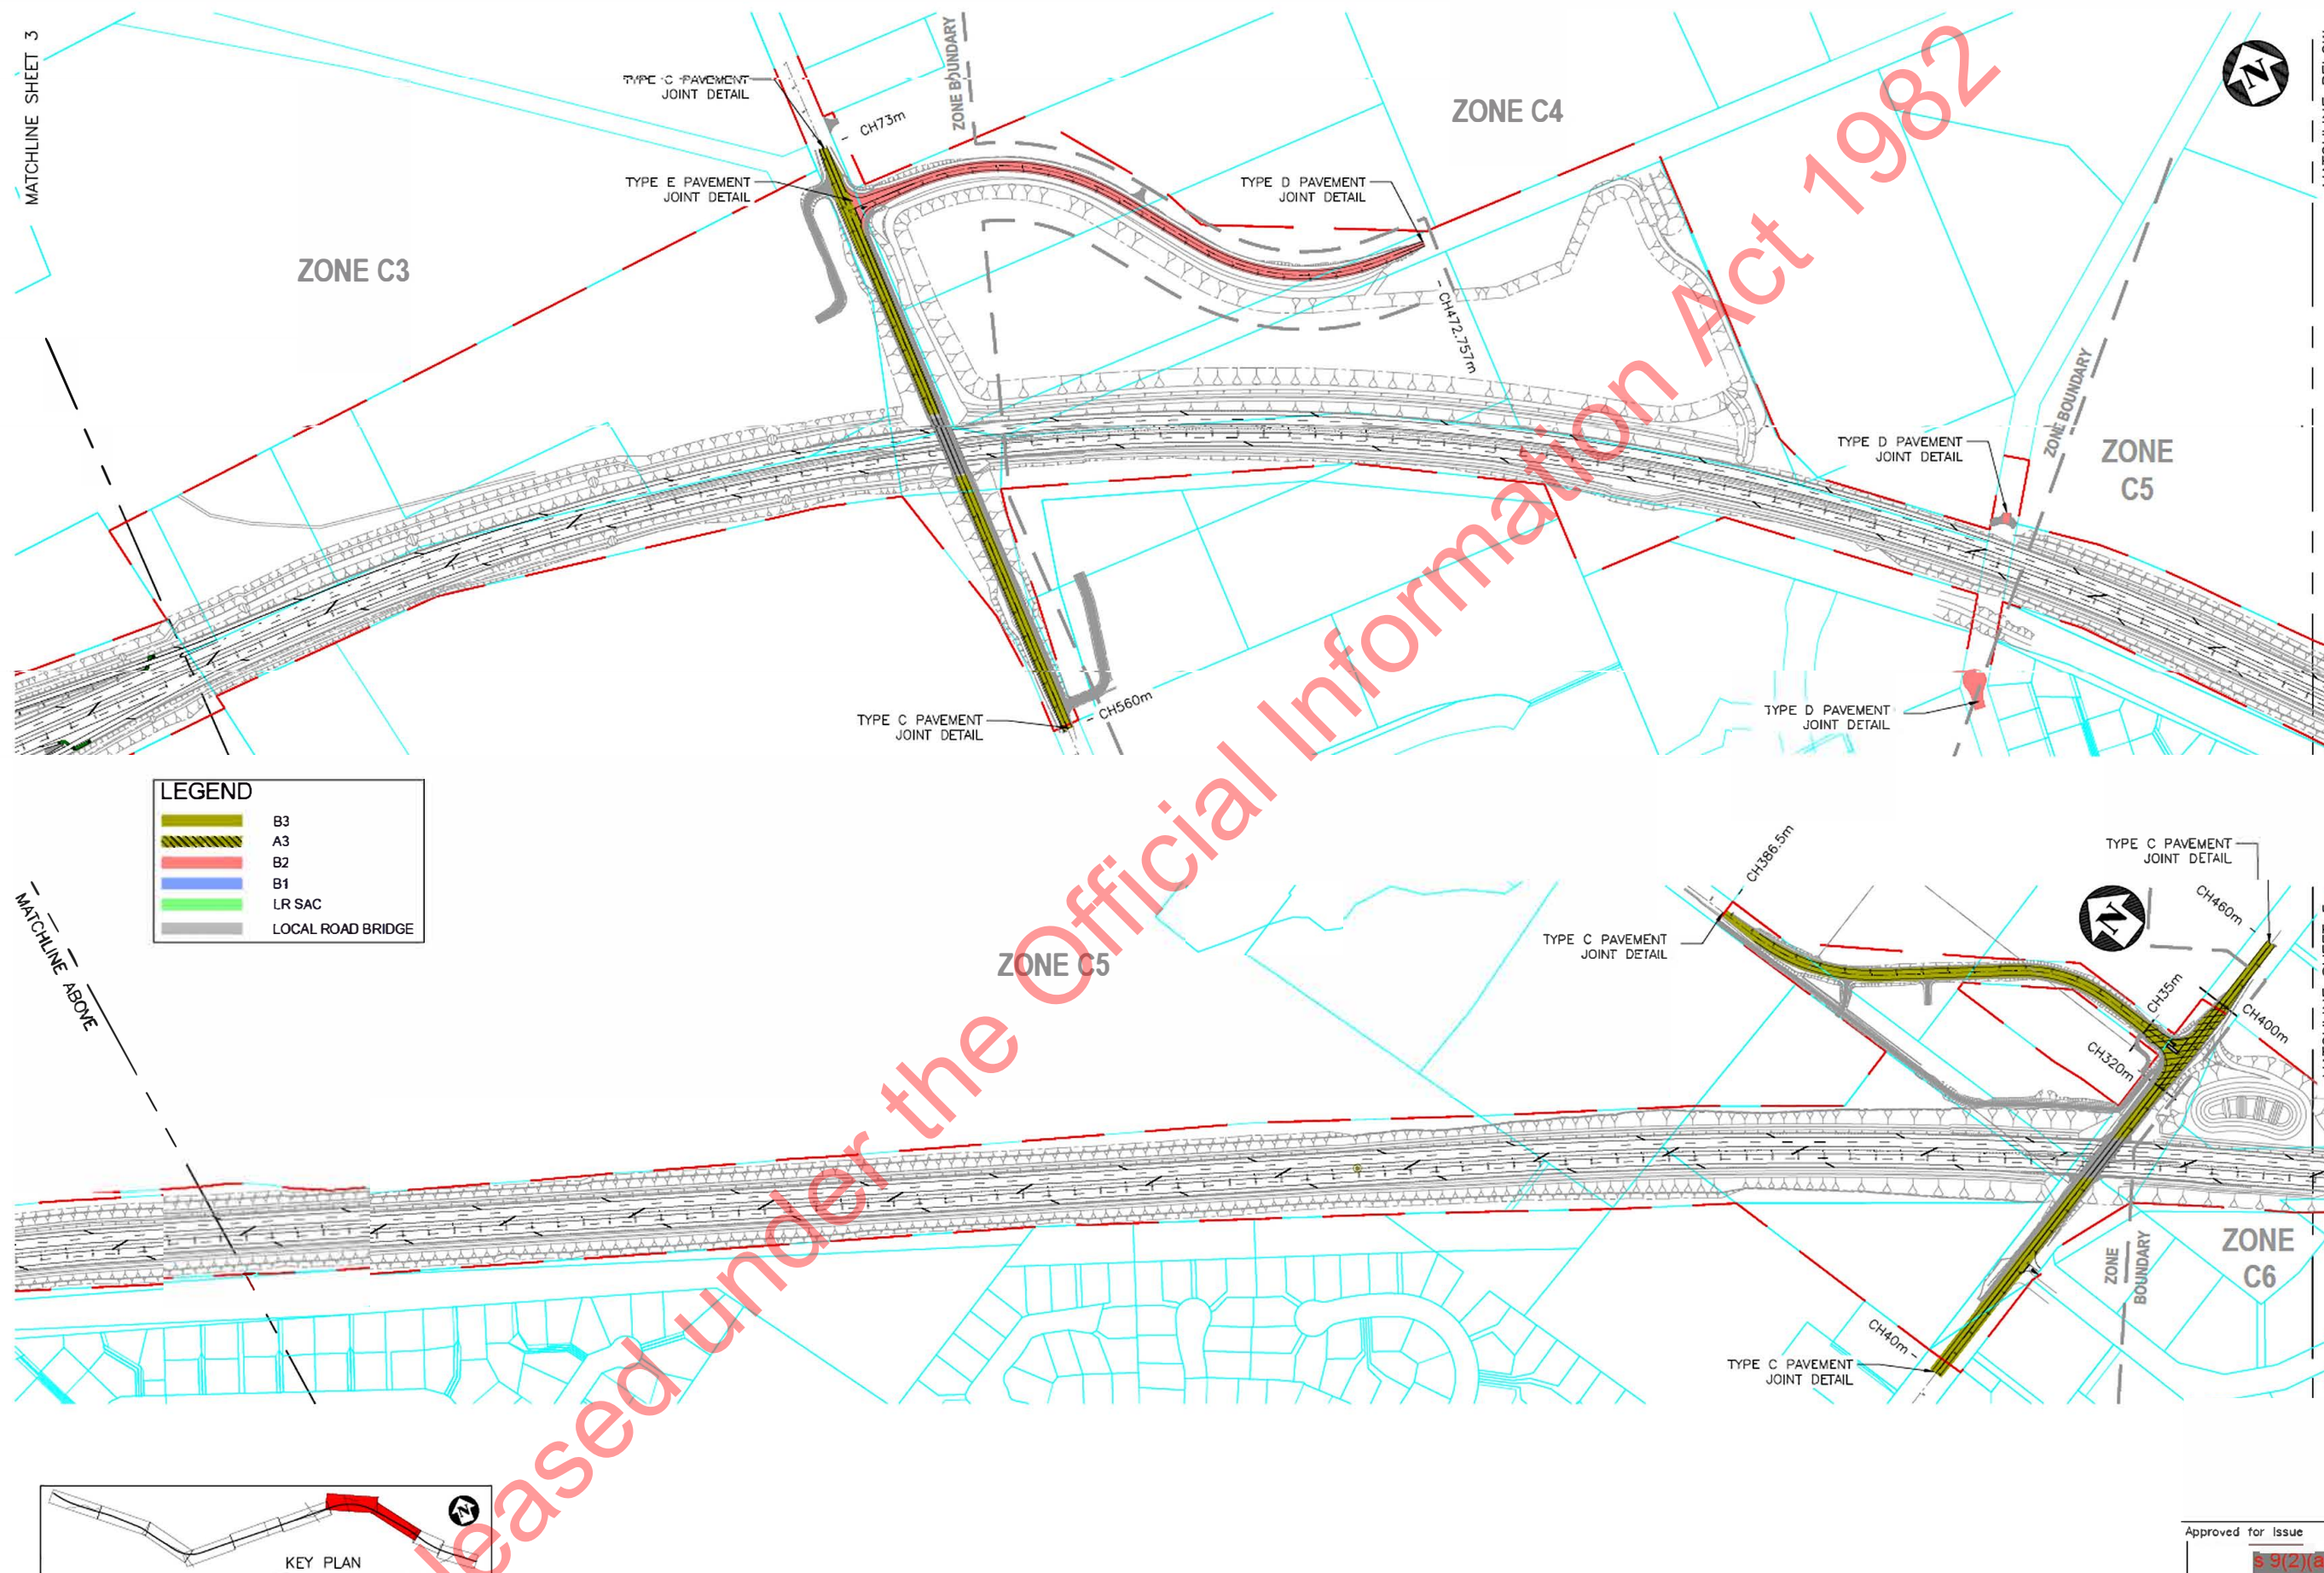 MATCHLINE SHEET 3
TYPE C PAVEMENT
JOINT DETAIL
CH73m
ZONE BOUNDARY
ZONE C4
N
TYPE E PAVEMENT
JOINT DETAIL
TYPE D PAVEMENT
JOINT DETAIL
ZONE C3
CH472.757m
ZONE BOUNDARY
TYPE D PAVEMENT
JOINT DETAIL
ZONE
C5
TYPE C PAVEMENT
JOINT DETAIL
CH560m
TYPE D PAVEMENT
JOINT DETAIL
LEGEND
B3
A3
B2
B1
LR SAC
LOCAL ROAD BRIDGE
MATCHLINE ABOVE
ZONE C5
CH386.5m
TYPE C PAVEMENT
JOINT DETAIL
TYPE C PAVEMENT
JOINT DETAIL
N
CH460m
CH35m
CH400m
CH320m
ZONE
BOUNDARY
ZONE
C6
CH40m
TYPE C PAVEMENT
JOINT DETAIL
N
KEY PLAN
Approved for Issue
s 9(2)(a
leased under the Official Information Act 1982